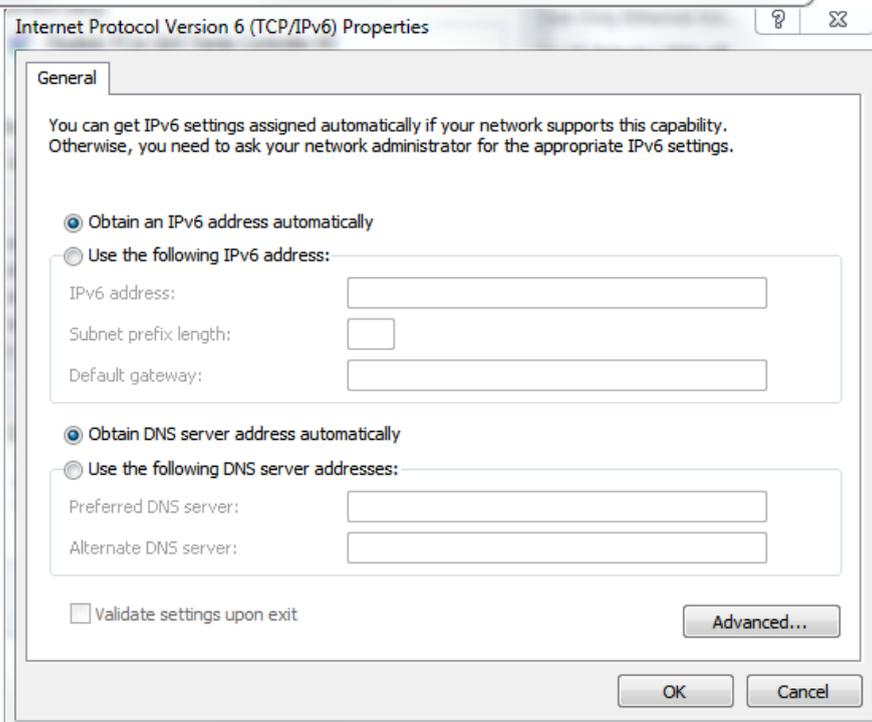 Internet Protocol Version 6 (TCP/IPv6) Properties
General
You can get IPv6 settings assigned automatically if your network supports this capability.
Otherwise, you need to ask your network administrator for the appropriate IPv6 settings.
Obtain an IPv6 address automatically
Use the following IPv6 address:
IPv6 address:
Subnet prefix length:
Default gateway:
Obtain DNS server address automatically
Use the following DNS server addresses:
Preferred DNS server:
Alternate DNS server:
Validate settings upon exit
Advanced...
OK
Cancel